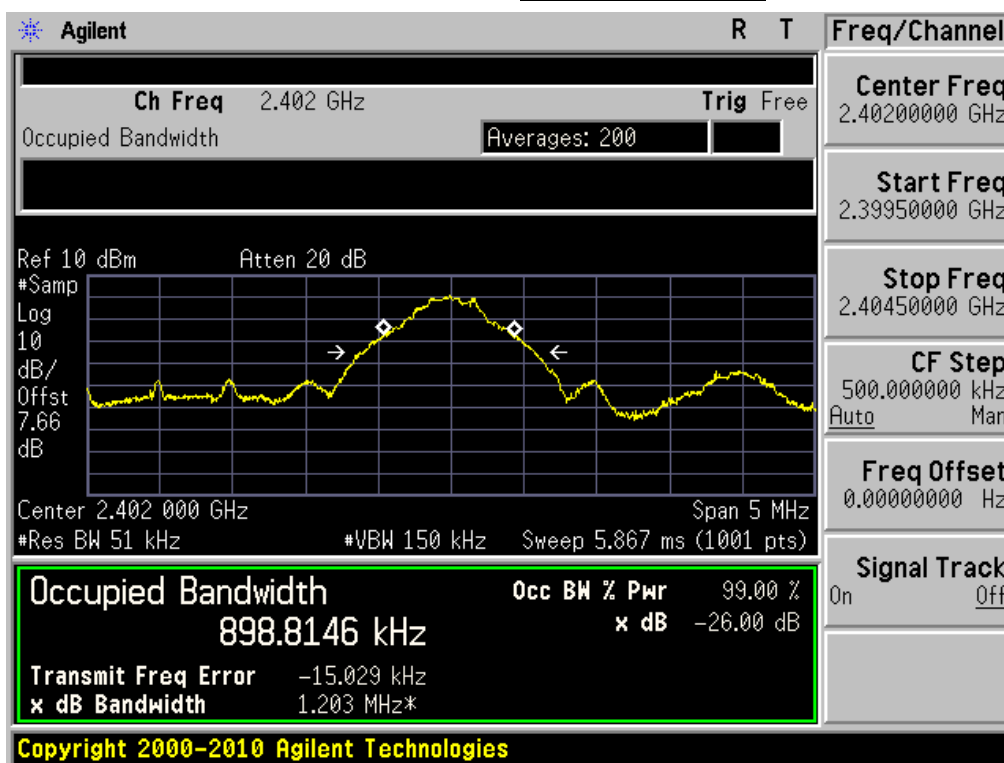 Agilent R T
Freq/Channel
Ch Freq 2.402 GHz Trig Free
Occupied Bandwidth Averages: 200
Center Freq
2.40200000 GHz
Start Freq
2.39950000 GHz
Stop Freq
2.40450000 GHz
CF Step
500.000000 kHz
Auto Man
Freq Offset
0.00000000 Hz
Signal Track
On Off
Ref 10 dBm Atten 20 dB
#Samp
Log
10
dB/
Offst
7.66
dB
Center 2.402 000 GHz Span 5 MHz
#Res BW 51 kHz #VBW 150 kHz Sweep 5.867 ms (1001 pts)
Occupied Bandwidth Occ BW % Pwr 99.00 %
898.8146 kHz x dB -26.00 dB
Transmit Freq Error -15.029 kHz
x dB Bandwidth 1.203 MHz*
Copyright 2000-2010 Agilent Technologies